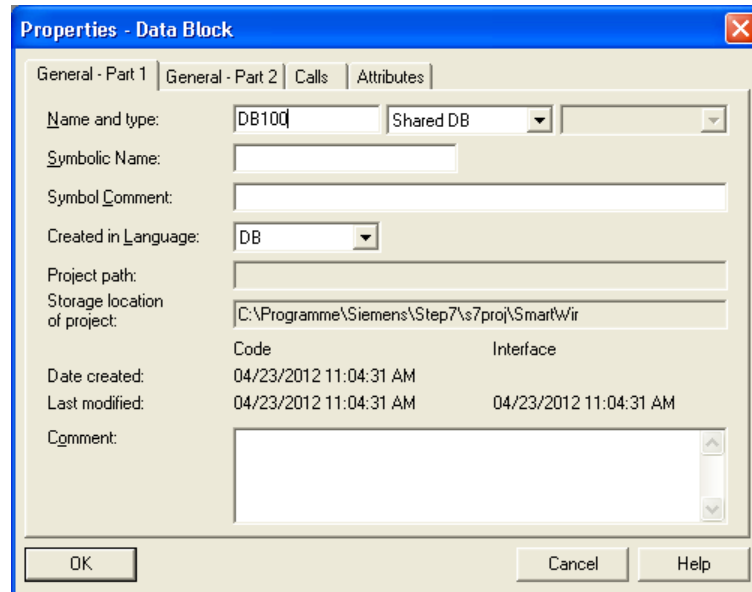 Properties - Data Block
General - Part 1 General - Part 2 Calls Attributes
Name and type: DB100 Shared DB
Symbolic Name:
Symbol Comment:
Created in Language: DB
Project path:
Storage location
of project: C:\Programme\Siemens\Step7\s7proj\SmartWir
Code Interface
Date created: 04/23/2012 11:04:31 AM
Last modified: 04/23/2012 11:04:31 AM 04/23/2012 11:04:31 AM
Comment:
OK Cancel Help